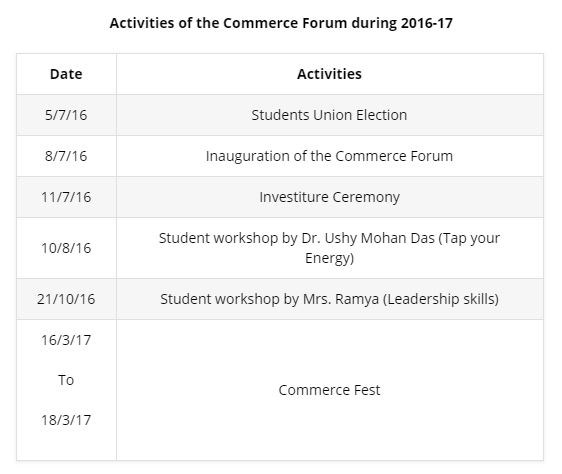 Activities of the Commerce Forum during 2016-17
Date Activities
5/7/16 Students Union Election
8/7/16 Inauguration of the Commerce Forum
11/7/16 Investiture Ceremony
10/8/16 Student workshop by Dr. Ushy Mohan Das (Tap your
Energy)
21/10/16 Student workshop by Mrs. Ramya (Leadership skills)
16/3/17
To
18/3/17
Commerce Fest